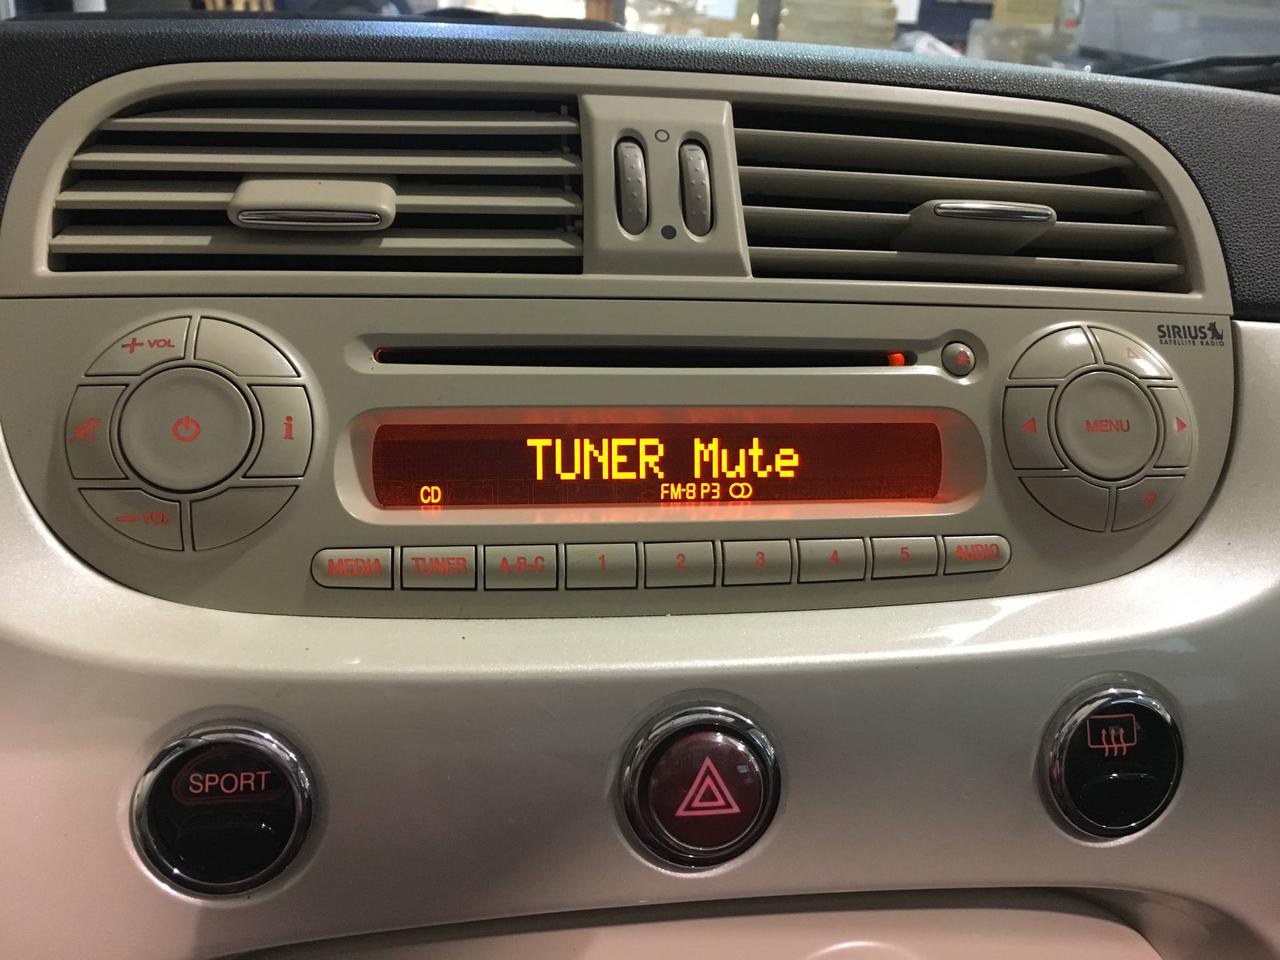 SIRIUS
SATELLITE RADIO
+ VOL
i
MENU
TUNER Mute
CD FM-8 P3
- VOL
MEDIA TUNER A-B-C 1 2 3 4 5 AUDIO
SPORT